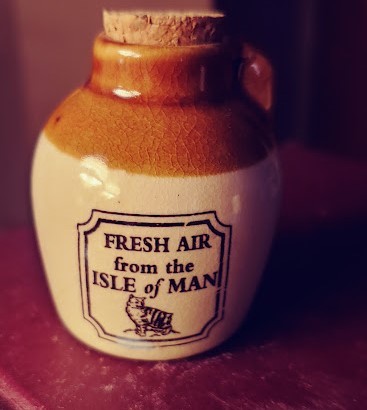 FRESH AIR
from the
ISLE of MAN